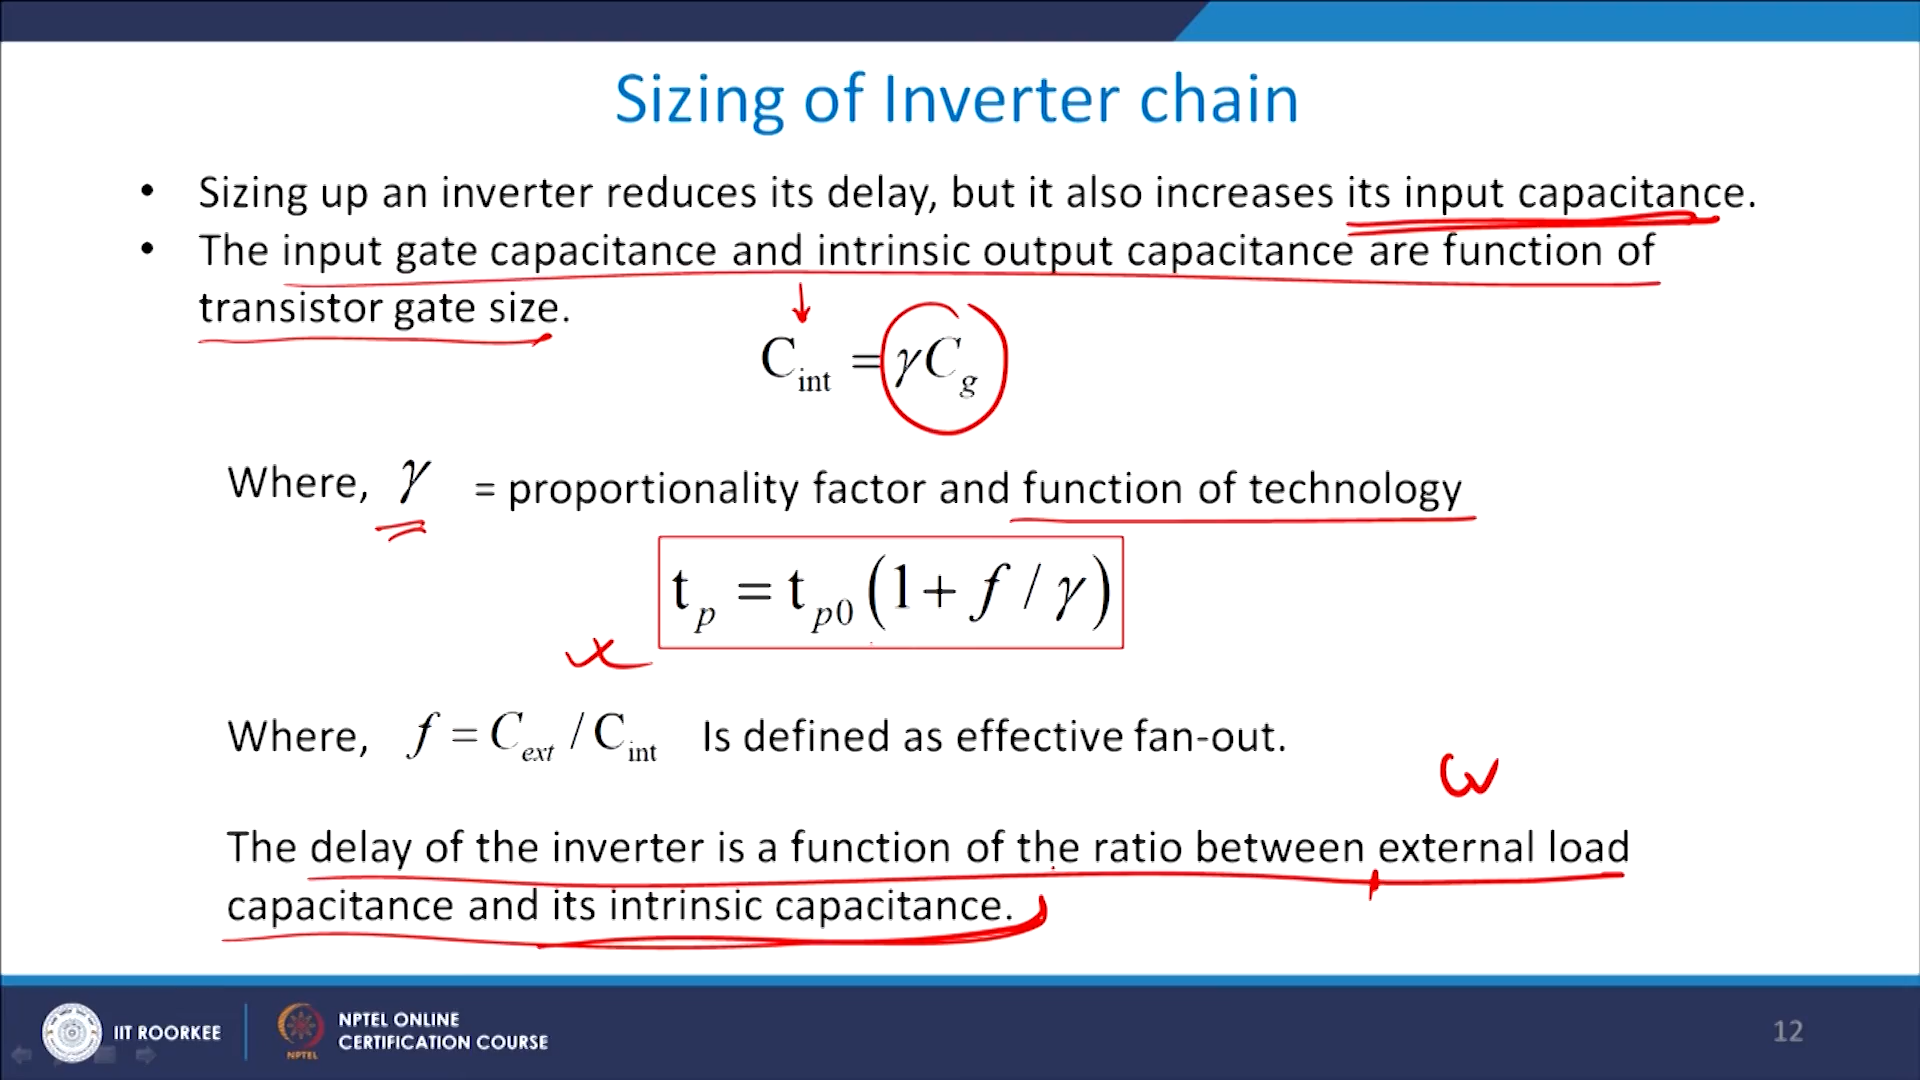 Sizing of Inverter chain
• Sizing up an inverter reduces its delay, but it also increases its input capacitance.
• The input gate capacitance and intrinsic output capacitance are function of
transistor gate size.
C_int = γC_g
Where, γ = proportionality factor and function of technology
t_p = t_p0 (1 + f / γ)
Where, f = C_ext / C_int Is defined as effective fan-out.
The delay of the inverter is a function of the ratio between external load
capacitance and its intrinsic capacitance.
IIT ROORKEE
NPTEL
NPTEL ONLINE
CERTIFICATION COURSE
12